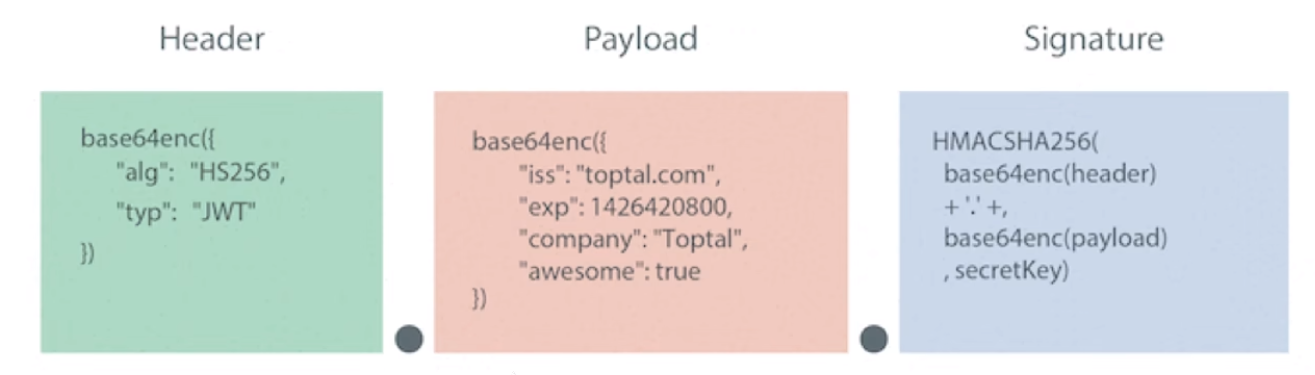 Header
base64enc({
"alg": "HS256",
"typ": "JWT"
})
Payload
base64enc({
"iss": "toptal.com",
"exp": 1426420800,
"company": "Toptal",
"awesome": true
})
Signature
HMACSHA256(
base64enc(header)
+ '.' +,
base64enc(payload)
, secretKey)